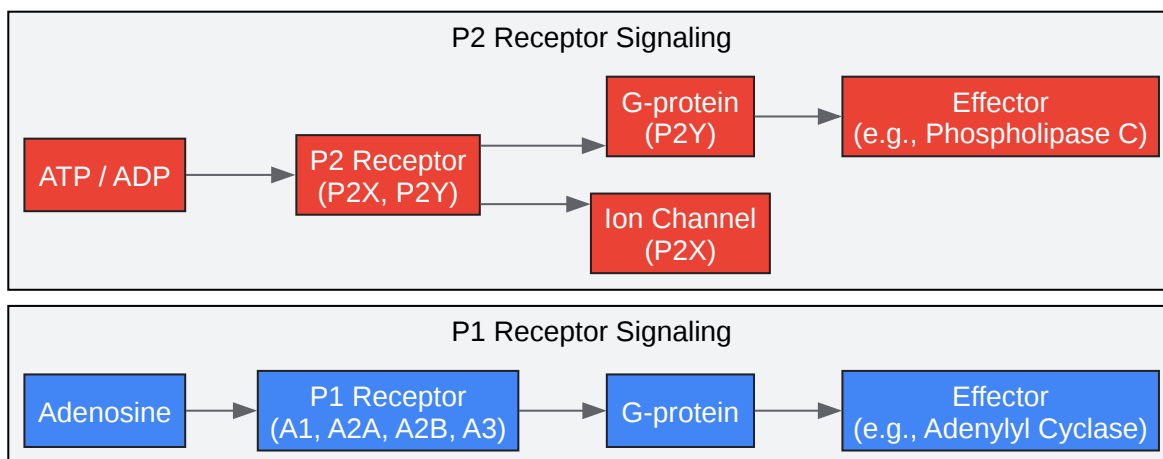 P2 Receptor Signaling
ATP / ADP
P2 Receptor
(P2X, P2Y)
G-protein
(P2Y)
Effector
(e.g., Phospholipase C)
Ion Channel
(P2X)
P1 Receptor Signaling
Adenosine
P1 Receptor
(A1, A2A, A2B, A3)
G-protein
Effector
(e.g., Adenylyl Cyclase)